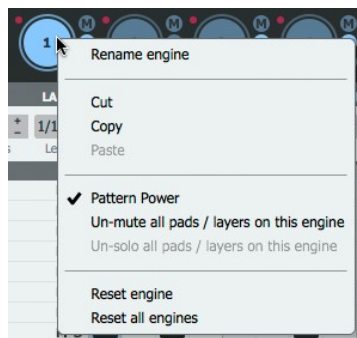 M M M M
1
Rename engine
LA
+
-
1/1
Cut
Copy
Le
Paste
Pattern Power
Un-mute all pads / layers on this engine
Un-solo all pads / layers on this engine
Reset engine
Reset all engines